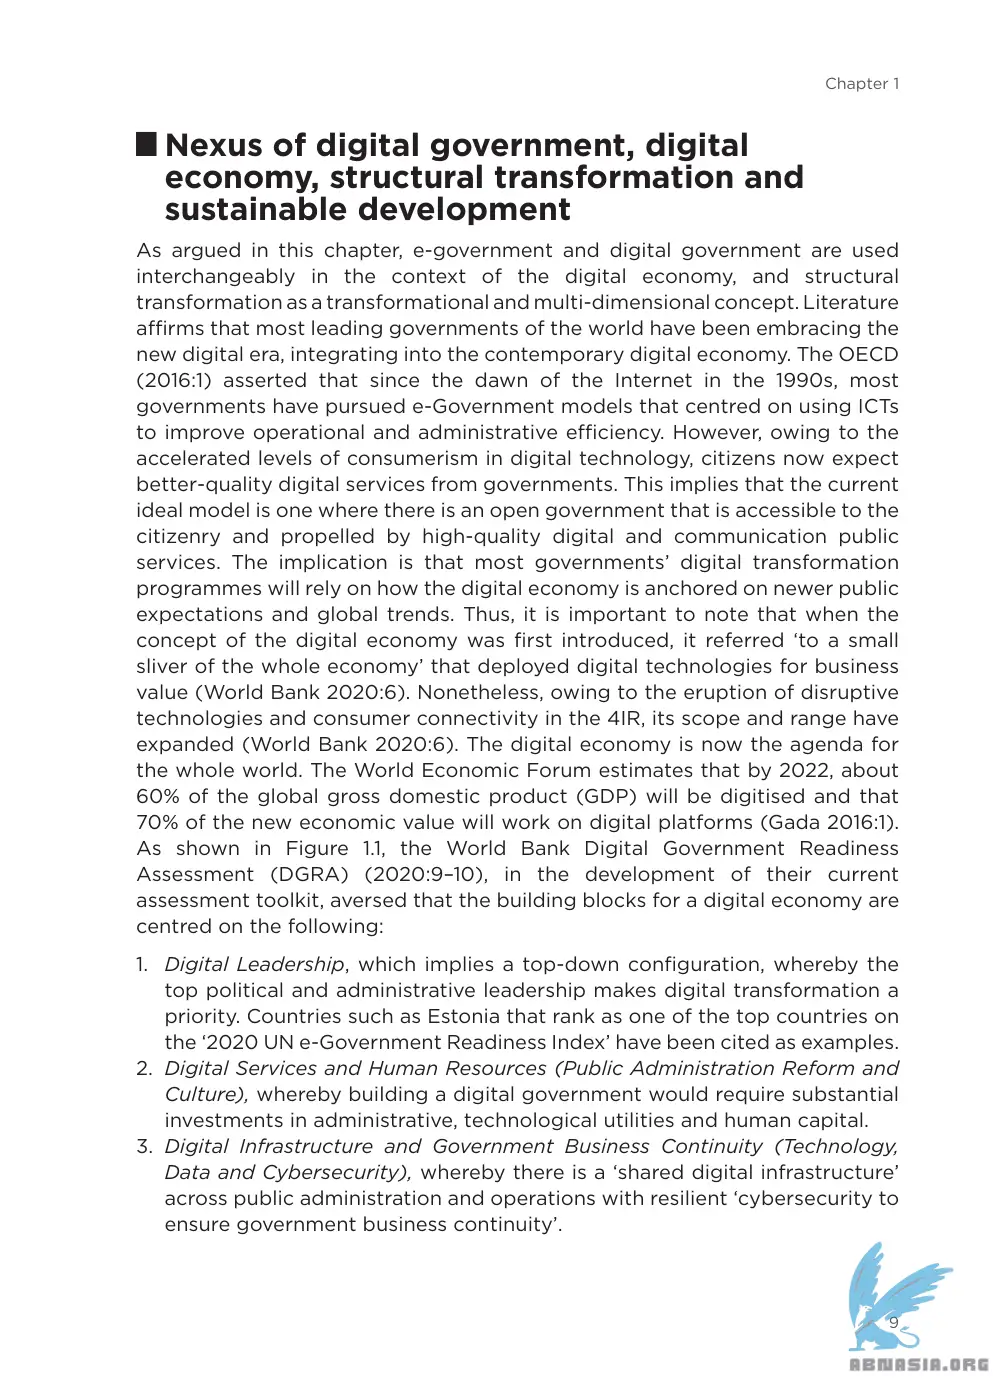 Chapter 1
Nexus of digital government, digital
economy, structural transformation and
sustainable development
As argued in this chapter, e-government and digital government are used
interchangeably in the context of the digital economy, and structural
transformation as a transformational and multi-dimensional concept. Literature
affirms that most leading governments of the world have been embracing the
new digital era, integrating into the contemporary digital economy. The OECD
(2016:1) asserted that since the dawn of the Internet in the 1990s, most
governments have pursued e-Government models that centred on using ICTs
to improve operational and administrative efficiency. However, owing to the
accelerated levels of consumerism in digital technology, citizens now expect
better-quality digital services from governments. This implies that the current
ideal model is one where there is an open government that is accessible to the
citizenry and propelled by high-quality digital and communication public
services. The implication is that most governments’ digital transformation
programmes will rely on how the digital economy is anchored on newer public
expectations and global trends. Thus, it is important to note that when the
concept of the digital economy was first introduced, it referred ‘to a small
sliver of the whole economy’ that deployed digital technologies for business
value (World Bank 2020:6). Nonetheless, owing to the eruption of disruptive
technologies and consumer connectivity in the 4IR, its scope and range have
expanded (World Bank 2020:6). The digital economy is now the agenda for
the whole world. The World Economic Forum estimates that by 2022, about
60% of the global gross domestic product (GDP) will be digitised and that
70% of the new economic value will work on digital platforms (Gada 2016:1).
As shown in Figure 1.1, the World Bank Digital Government Readiness
Assessment (DGRA) (2020:9–10), in the development of their current
assessment toolkit, aversed that the building blocks for a digital economy are
centred on the following:
1. Digital Leadership, which implies a top-down configuration, whereby the
top political and administrative leadership makes digital transformation a
priority. Countries such as Estonia that rank as one of the top countries on
the ‘2020 UN e-Government Readiness Index’ have been cited as examples.
2. Digital Services and Human Resources (Public Administration Reform and
Culture), whereby building a digital government would require substantial
investments in administrative, technological utilities and human capital.
3. Digital Infrastructure and Government Business Continuity (Technology,
Data and Cybersecurity), whereby there is a ‘shared digital infrastructure’
across public administration and operations with resilient ‘cybersecurity to
ensure government business continuity’.
9
ABNASIA.ORG